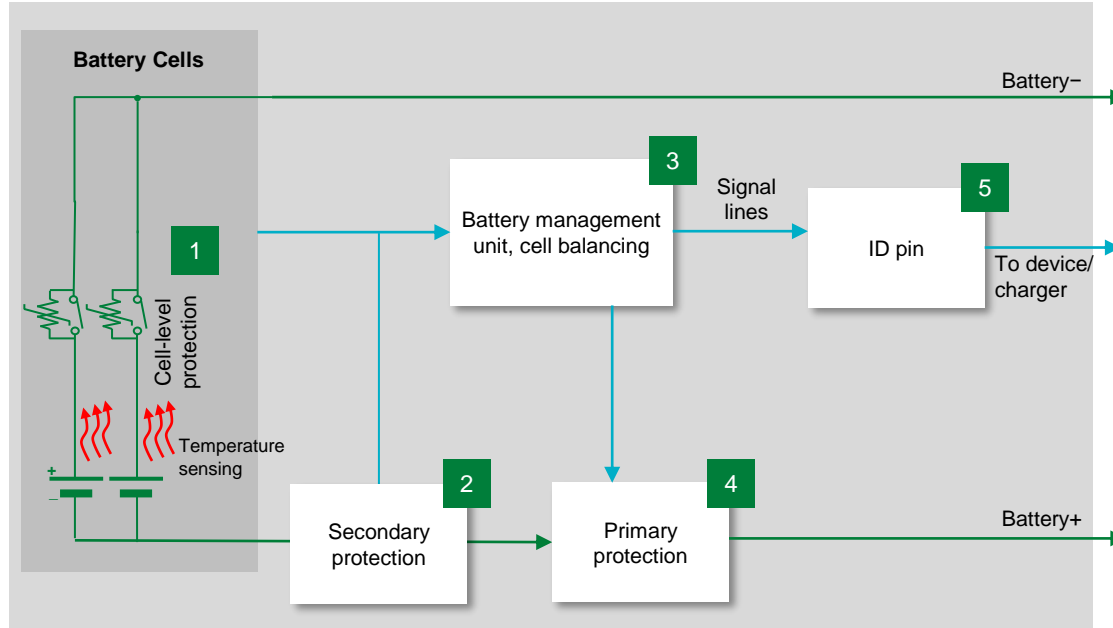 Battery Cells
Battery−
3
Signal
lines
5
Battery management
unit, cell balancing
ID pin
To device/
charger
1
Cell-level
protection
Temperature
sensing
+
−
2
4
Secondary
protection
Primary
protection
Battery+